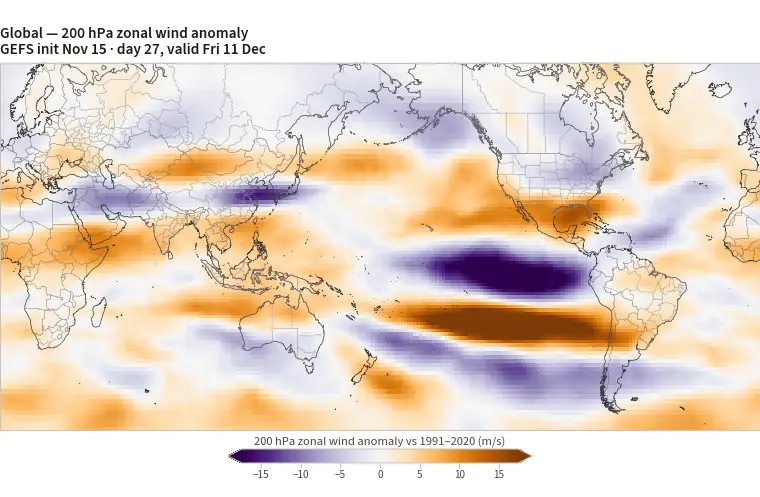 Global — 200 hPa zonal wind anomaly
GEFS init Nov 15 · day 27, valid Fri 11 Dec
200 hPa zonal wind anomaly vs 1991–2020 (m/s)
−15 −10 −5 0 5 10 15